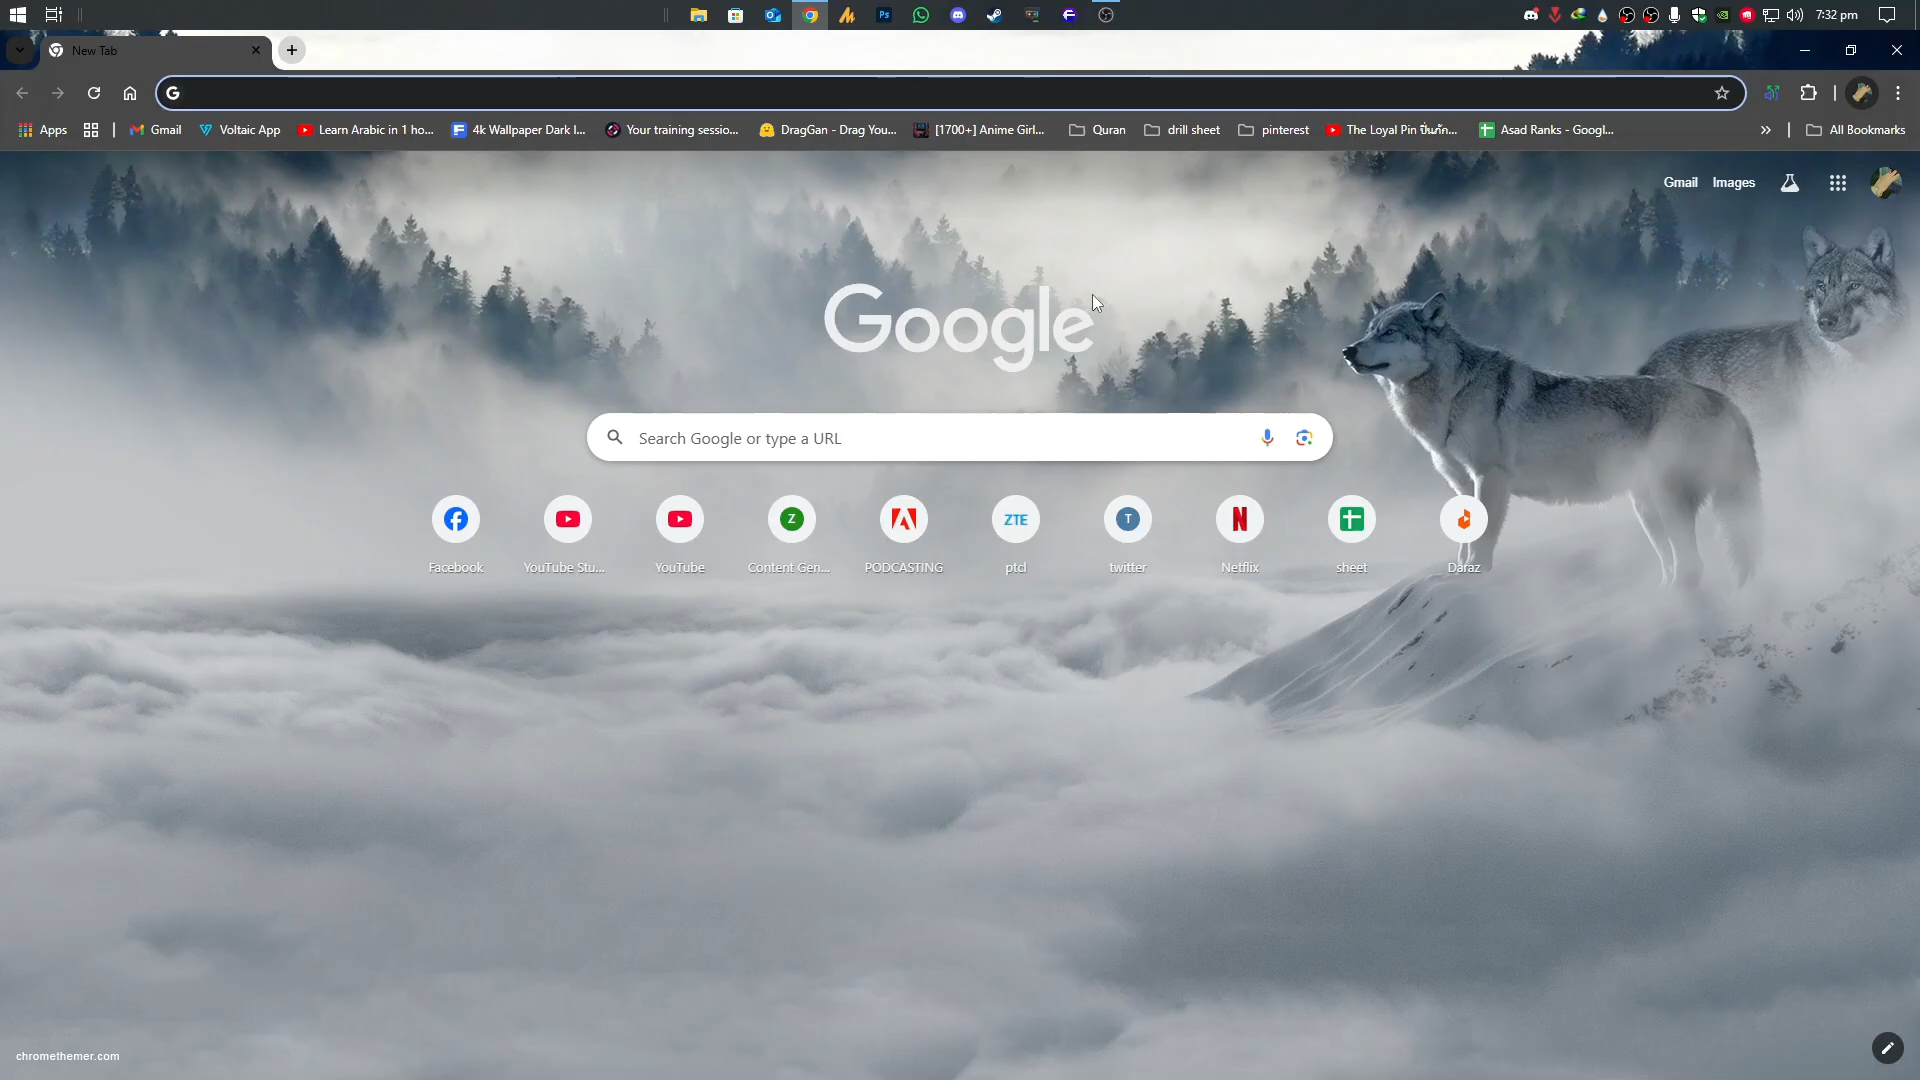 7:32 pm
New Tab
Apps
Gmail
Voltaic App
Learn Arabic in 1 ho...
4k Wallpaper Dark I...
Your training sessio...
DragGan - Drag You...
[1700+] Anime Girl...
Quran
drill sheet
pinterest
The Loyal Pin ปิ่นภัก...
Asad Ranks - Googl...
All Bookmarks
Gmail
Images
Google
Search Google or type a URL
Z
ZTE
T
Facebook
YouTube Stu...
YouTube
Content Gen...
PODCASTING
ptcl
twitter
Netflix
sheet
Daraz
chromethemer.com